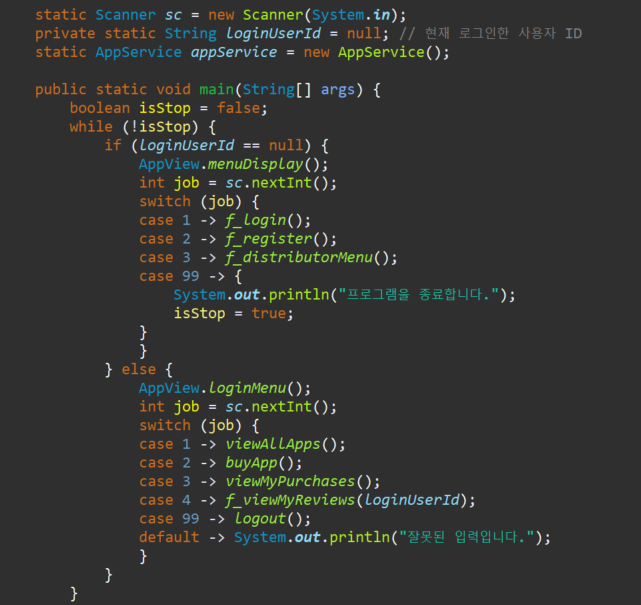 static Scanner sc = new Scanner(System.in);
private static String loginUserId = null; // 현재 로그인한 사용자 ID
static AppService appService = new AppService();
public static void main(String[] args) {
boolean isStop = false;
while (!isStop) {
if (loginUserId == null) {
AppView.menuDisplay();
int job = sc.nextInt();
switch (job) {
case 1 -> f_login();
case 2 -> f_register();
case 3 -> f_distributorMenu();
case 99 -> {
System.out.println("프로그램을 종료합니다.");
isStop = true;
}
}
} else {
AppView.loginMenu();
int job = sc.nextInt();
switch (job) {
case 1 -> viewAllApps();
case 2 -> buyApp();
case 3 -> viewMyPurchases();
case 4 -> f_viewMyReviews(loginUserId);
case 99 -> logout();
default -> System.out.println("잘못된 입력입니다.");
}
}
}